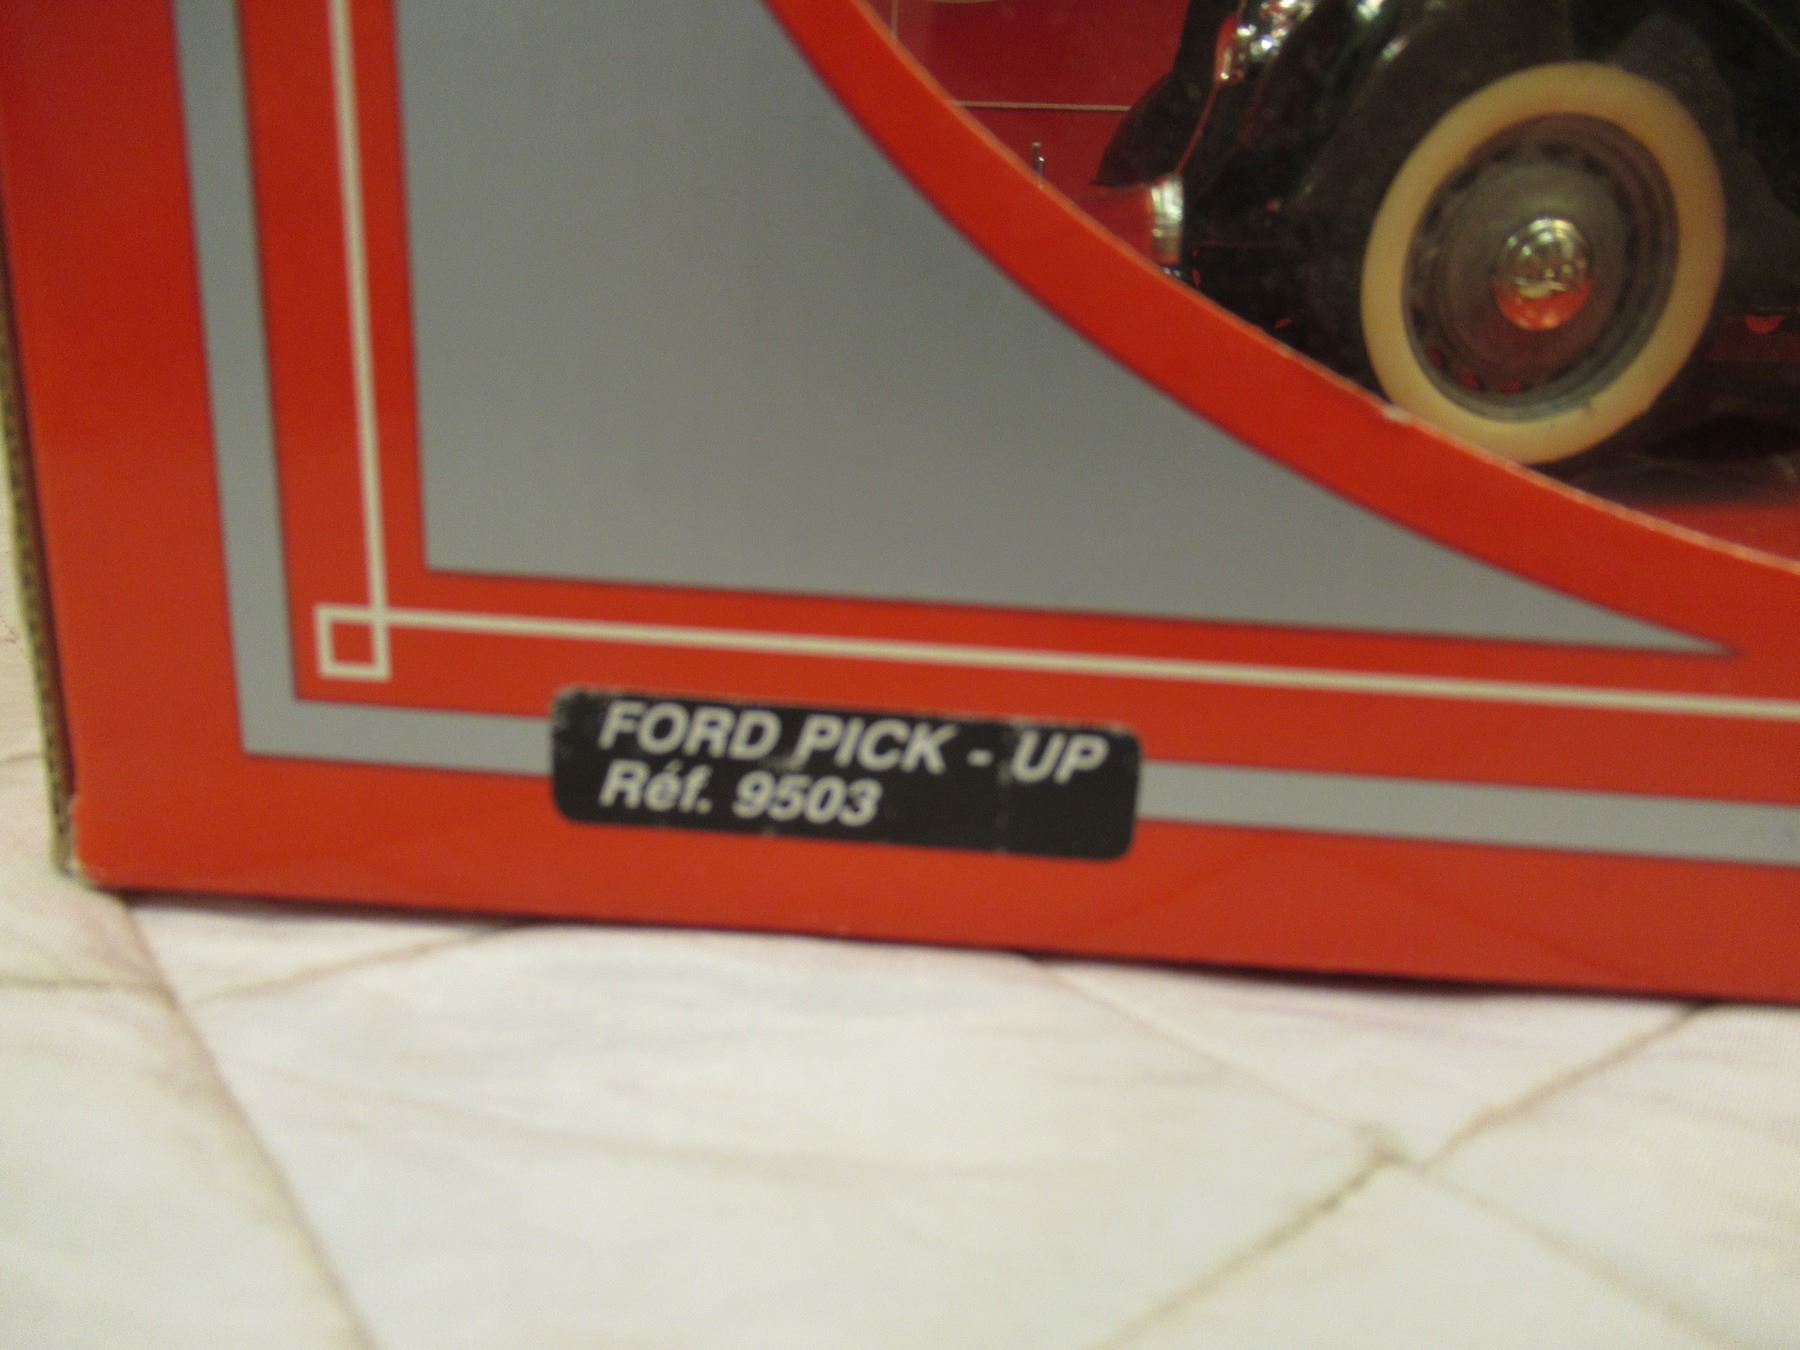 FORD PICK - UP
Réf. 9503